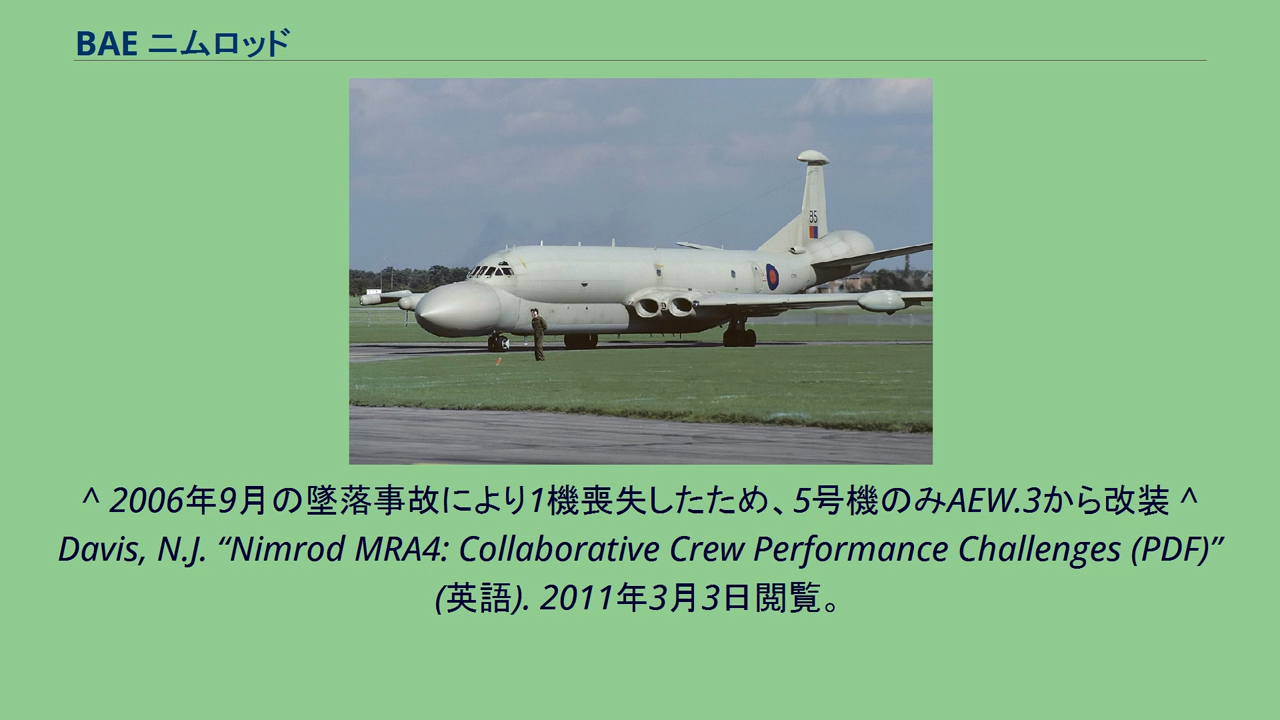 BAE ニムロッド
85
^ 2006年9月の墜落事故により1機喪失したため、5号機のみAEW.3から改装 ^
Davis, N.J. “Nimrod MRA4: Collaborative Crew Performance Challenges (PDF)”
(英語). 2011年3月3日閲覧。